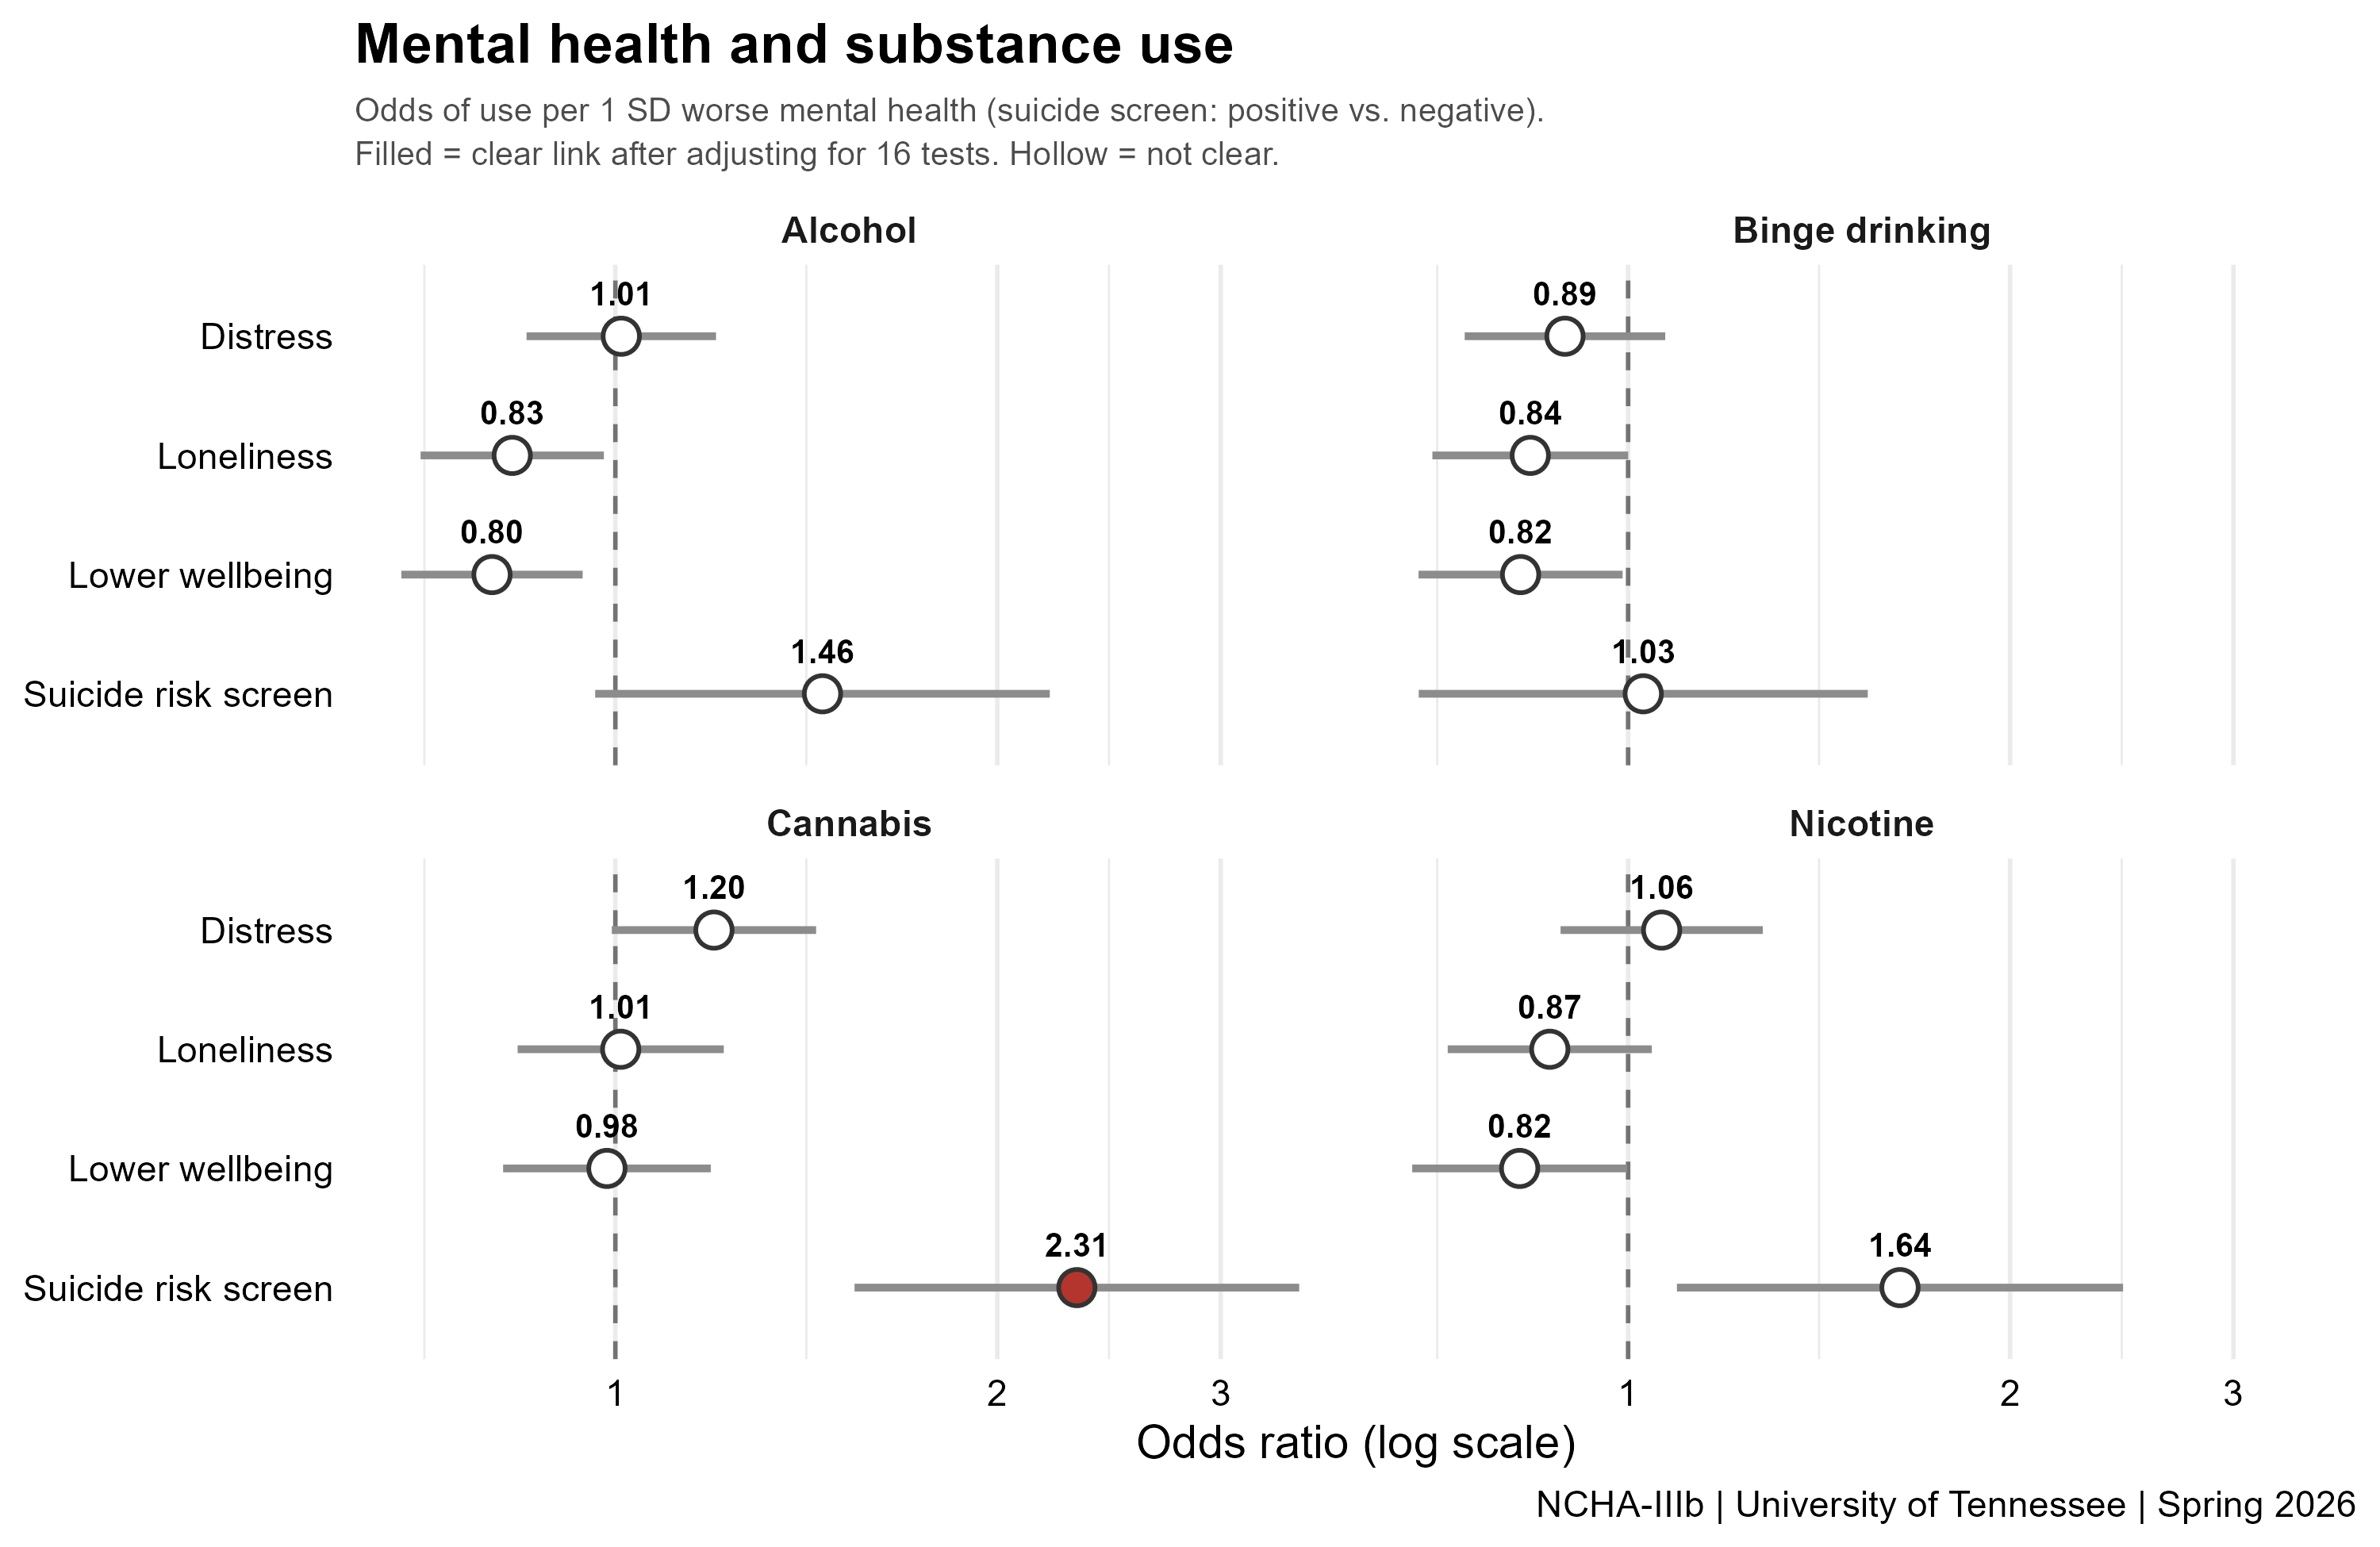 Mental health and substance use
Odds of use per 1 SD worse mental health (suicide screen: positive vs. negative).
Filled = clear link after adjusting for 16 tests. Hollow = not clear.
Alcohol
Binge drinking
Distress
1.01
0.89
Loneliness
0.83
0.84
Lower wellbeing
0.80
0.82
Suicide risk screen
1.46
1.03
Cannabis
Nicotine
Distress
1.20
1.06
Loneliness
1.01
0.87
Lower wellbeing
0.98
0.82
Suicide risk screen
2.31
1.64
1 2 3
1 2 3
Odds ratio (log scale)
NCHA-IIIb | University of Tennessee | Spring 2026